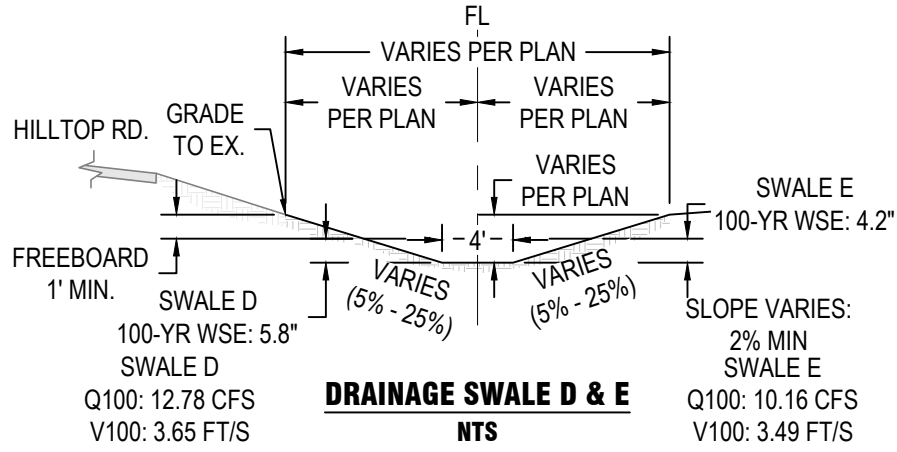 FL
VARIES PER PLAN
VARIES
PER PLAN
VARIES
PER PLAN
HILLTOP RD.
GRADE
TO EX.
VARIES
PER PLAN
SWALE E
100-YR WSE: 4.2"
4'
FREEBOARD
1' MIN.
VARIES
(5% - 25%)
VARIES
(5% - 25%)
SWALE D
100-YR WSE: 5.8"
SLOPE VARIES:
2% MIN
SWALE D
Q100: 12.78 CFS
V100: 3.65 FT/S
SWALE E
Q100: 10.16 CFS
V100: 3.49 FT/S
DRAINAGE SWALE D & E
NTS